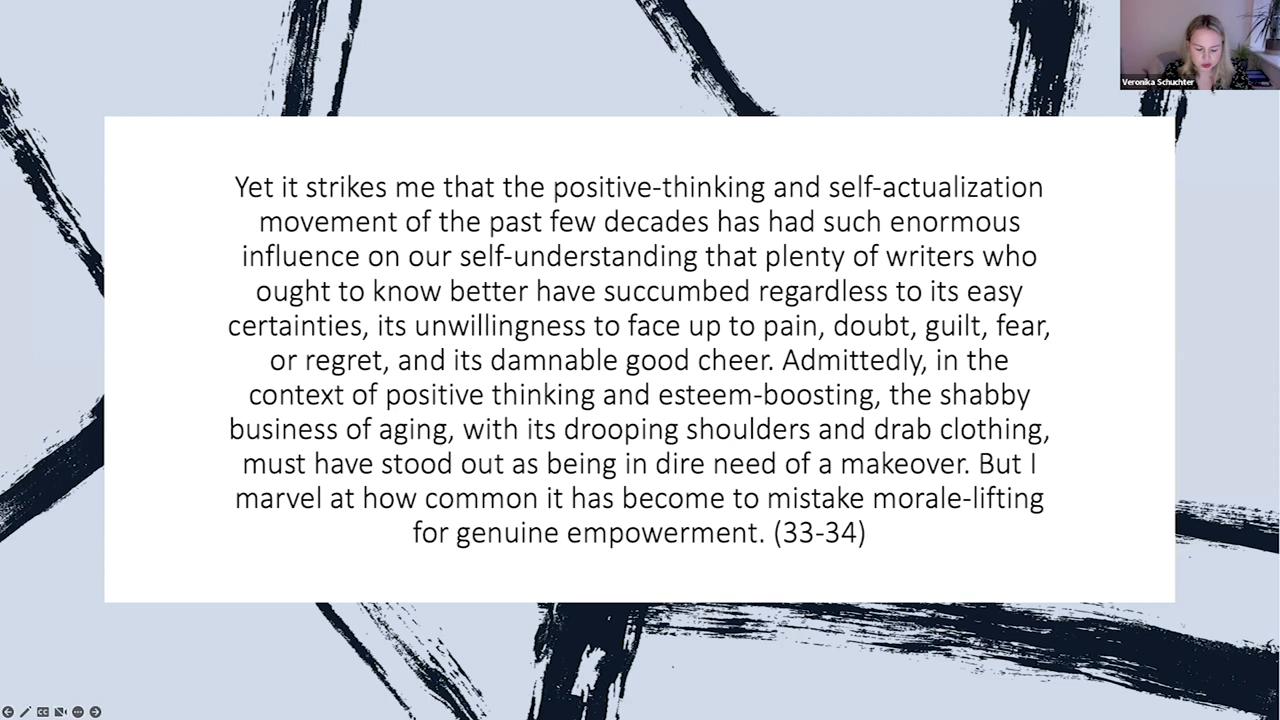 Veronika Schuchter
Yet it strikes me that the positive-thinking and self-actualization
movement of the past few decades has had such enormous
influence on our self-understanding that plenty of writers who
ought to know better have succumbed regardless to its easy
certainties, its unwillingness to face up to pain, doubt, guilt, fear,
or regret, and its damnable good cheer. Admittedly, in the
context of positive thinking and esteem-boosting, the shabby
business of aging, with its drooping shoulders and drab clothing,
must have stood out as being in dire need of a makeover. But I
marvel at how common it has become to mistake morale-lifting
for genuine empowerment. (33-34)